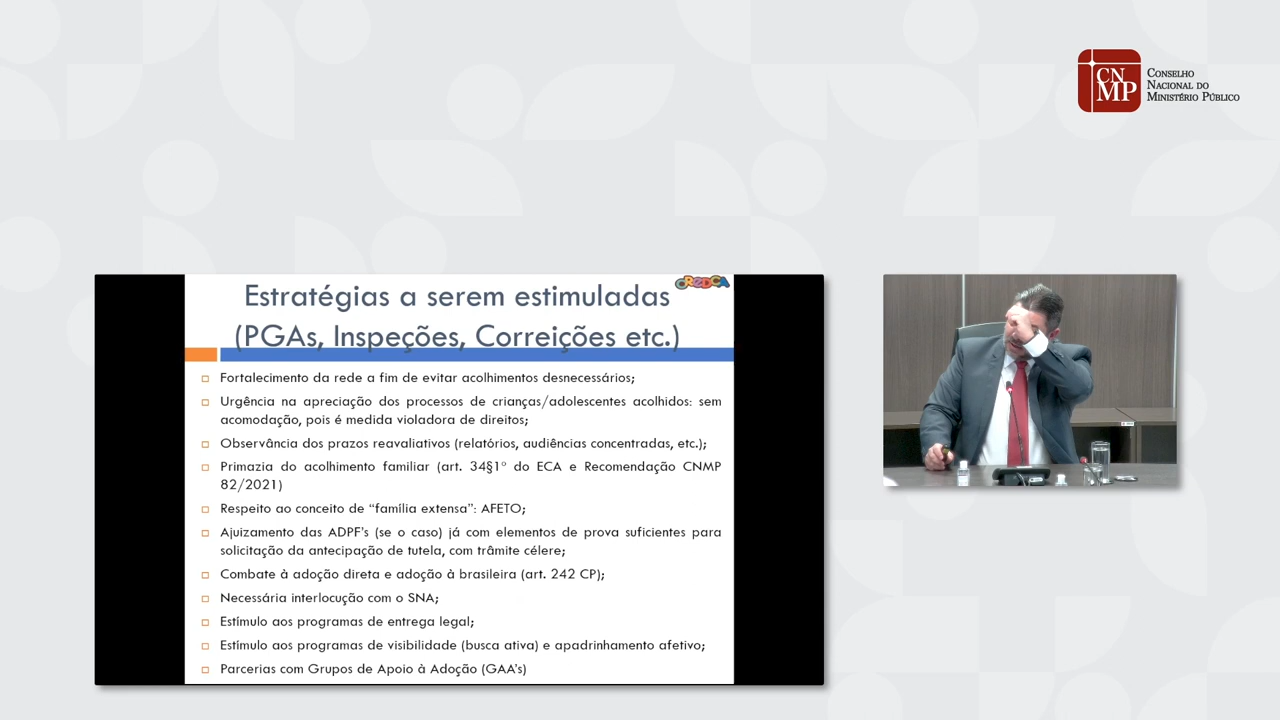 CN
MP
Conselho
Nacional do
Ministério Público
CREDCA
Estratégias a serem estimuladas
(PGAs, Inspeções, Correições etc.)
Fortalecimento da rede a fim de evitar acolhimentos desnecessários;
Urgência na apreciação dos processos de crianças/adolescentes acolhidos: sem
acomodação, pois é medida violadora de direitos;
Observância dos prazos reavaliativos (relatórios, audiências concentradas, etc.);
Primazia do acolhimento familiar (art. 34§1º do ECA e Recomendação CNMP
82/2021)
Respeito ao conceito de “família extensa”: AFETO;
Ajuizamento das ADPF's (se o caso) já com elementos de prova suficientes para
solicitação da antecipação de tutela, com trâmite célere;
Combate à adoção direta e adoção à brasileira (art. 242 CP);
Necessária interlocução com o SNA;
Estímulo aos programas de entrega legal;
Estímulo aos programas de visibilidade (busca ativa) e apadrinhamento afetivo;
Parcerias com Grupos de Apoio à Adoção (GAA's)